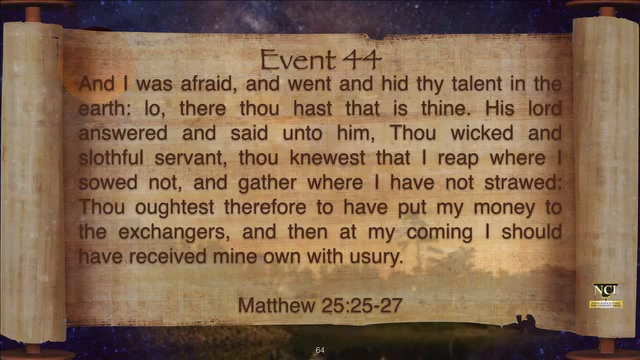 Event 44
And I was afraid, and went and hid thy talent in the
earth: lo, there thou hast that is thine. His lord
answered and said unto him, Thou wicked and
slothful servant, thou knewest that I reap where I
sowed not, and gather where I have not strawed:
Thou oughtest therefore to have put my money to
the exchangers, and then at my coming I should
have received mine own with usury.
Matthew 25:25-27
NCI
64